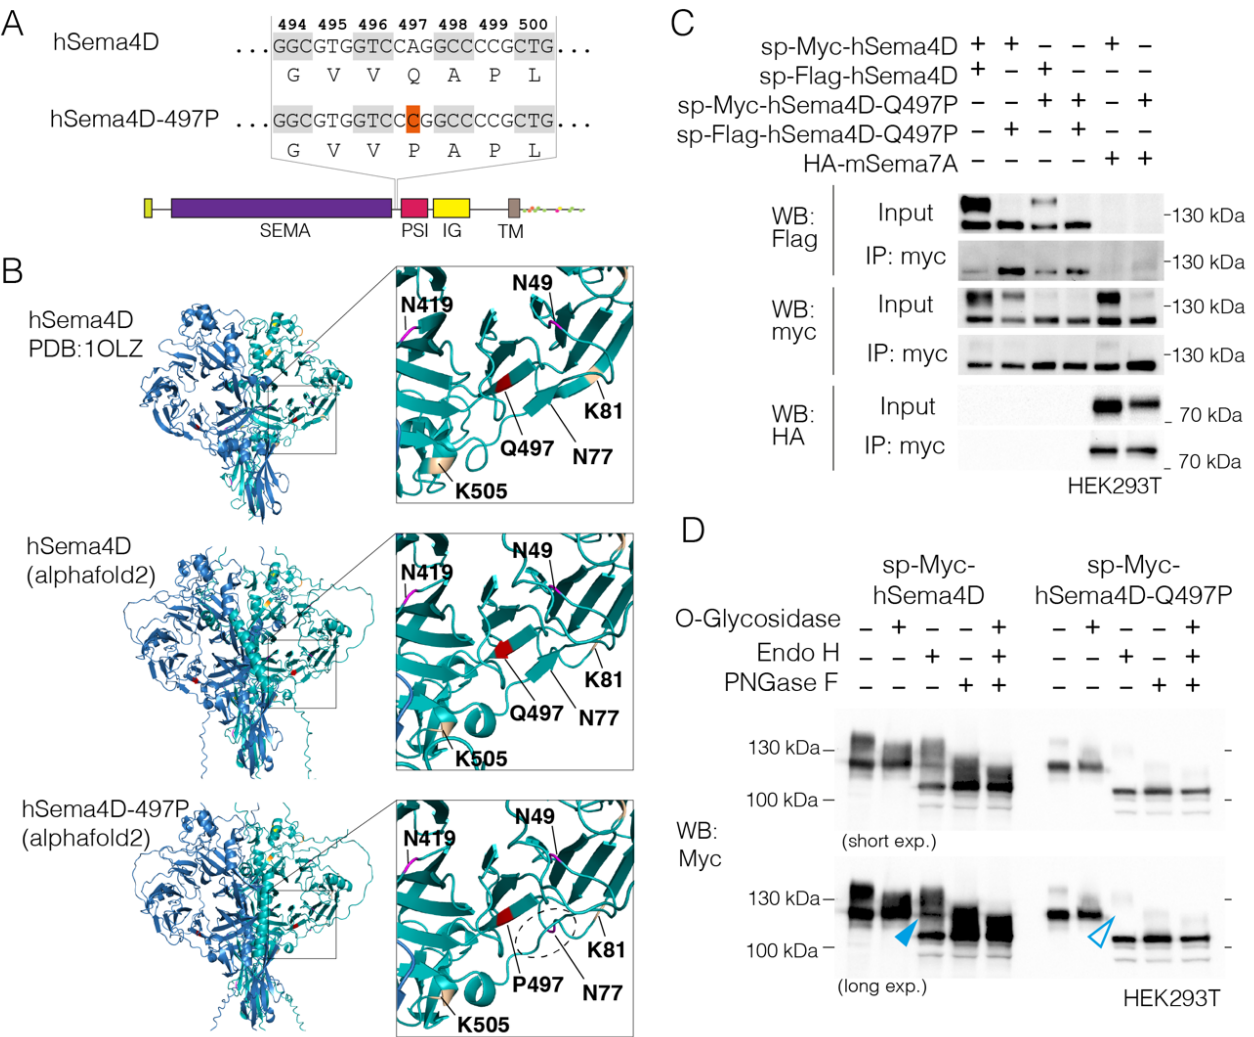 A
494 495 496 497 498 499 500
hSema4D
...GGCGTGGTCCAGGCCCCGCTG...
G V V Q A P L
hSema4D-497P
...GGCGTGGTCCCGGCCCCGCTG...
G V V P A P L
SEMA PSI IG TM
B
hSema4D
PDB:1OLZ
N419 N49
K81
Q497 N77
K505
hSema4D
(alphafold2)
N419 N49
K81
Q497 N77
K505
hSema4D-497P
(alphafold2)
N419 N49
K81
P497 N77
K505
C
sp-Myc-hSema4D + + – – + –
sp-Flag-hSema4D + – + – – –
sp-Myc-hSema4D-Q497P – – + + – +
sp-Flag-hSema4D-Q497P – + – + – –
HA-mSema7A – – – – + +
WB:
Flag
Input -130 kDa
IP: myc -130 kDa
WB:
myc
Input -130 kDa
IP: myc -130 kDa
WB:
HA
Input - 70 kDa
IP: myc - 70 kDa
HEK293T
D
sp-Myc-
hSema4D
sp-Myc-
hSema4D-Q497P
O-Glycosidase – + – – + – + – – +
Endo H – – + – + – – + – +
PNGase F – – – + + – – – + +
130 kDa–
100 kDa –
(short exp.)
WB:
Myc
130 kDa–
100 kDa–
(long exp.)
HEK293T